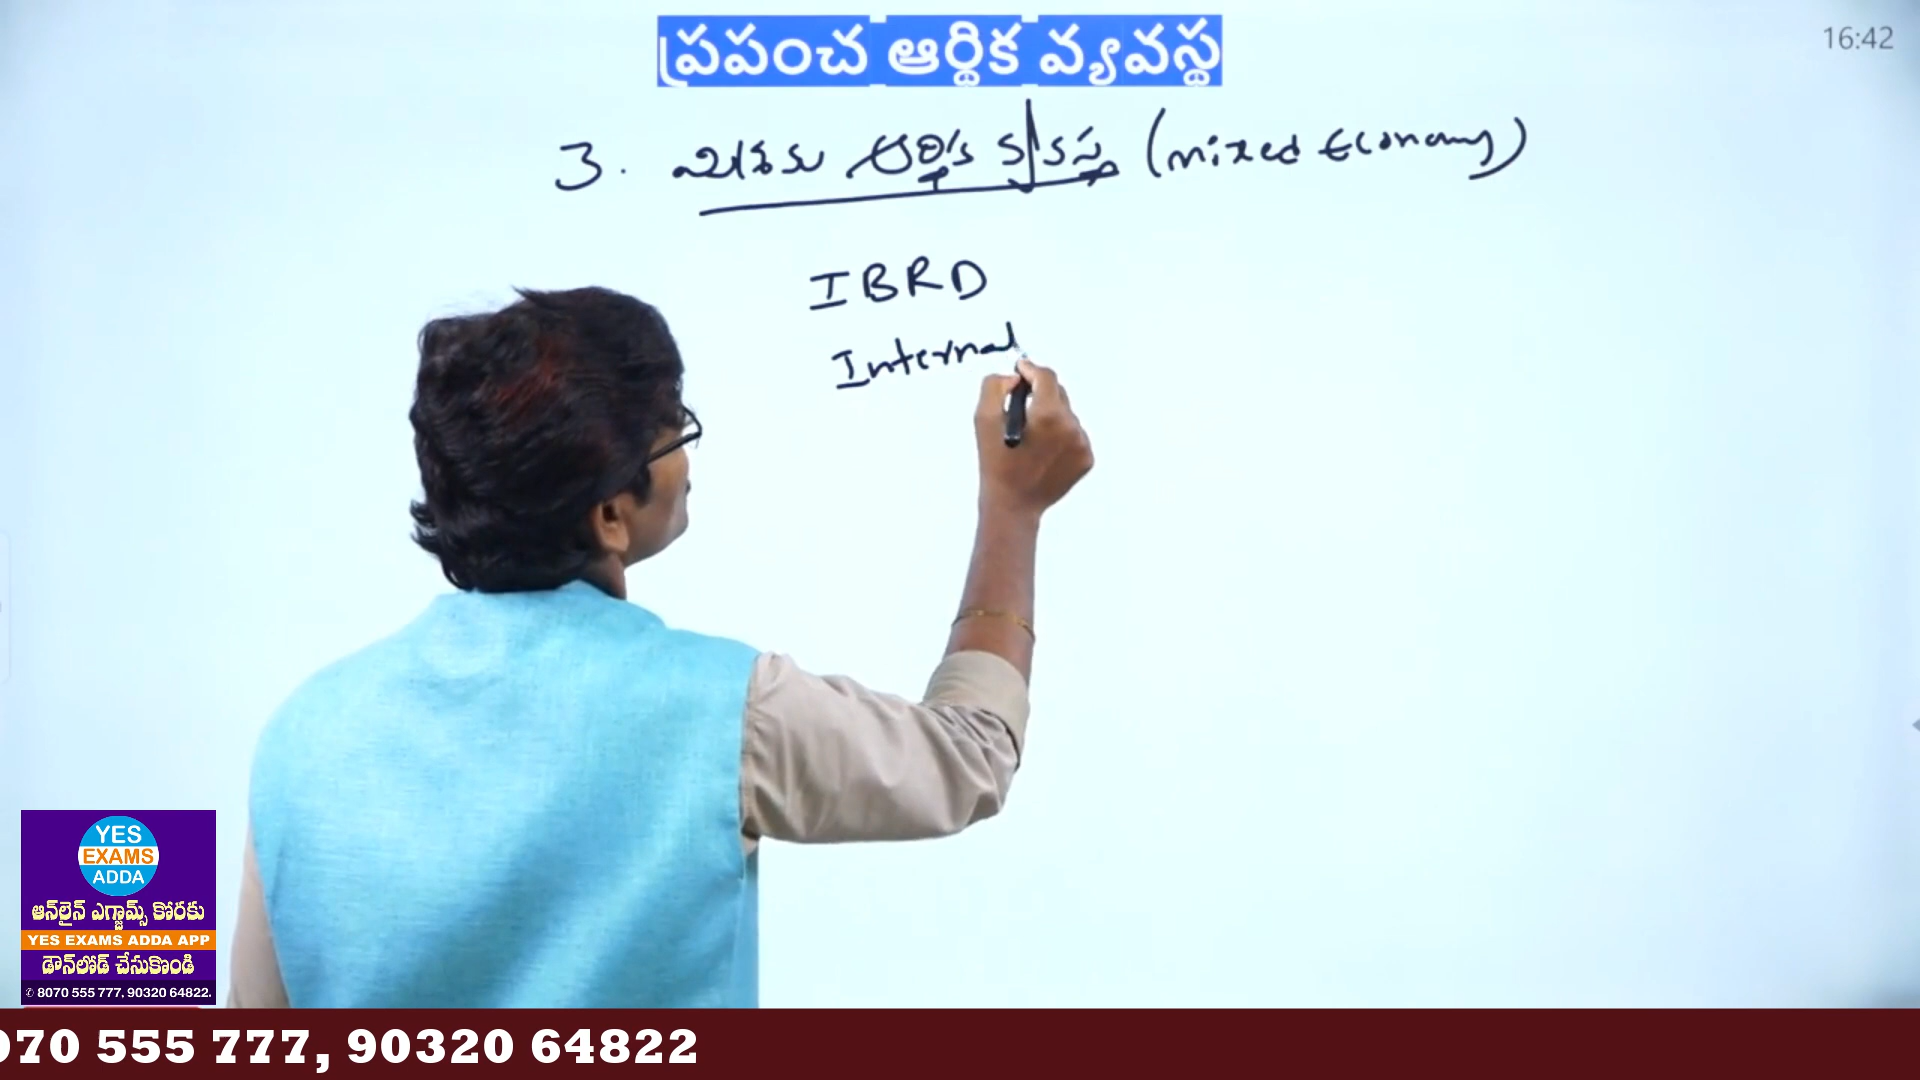 ప్రపంచ ఆర్థిక వ్యవస్థ
16:42
3. మిశ్రమ ఆర్థిక వ్యవస్థ (mixed Economy)
IBRD
Internat
YES
EXAMS
ADDA
ఆన్‌లైన్ ఎగ్జామ్స్ కోరకు
YES EXAMS ADDA APP
డౌన్‌లోడ్ చేసుకొండి
✆ 8070 555 777, 90320 64822.
070 555 777, 90320 64822